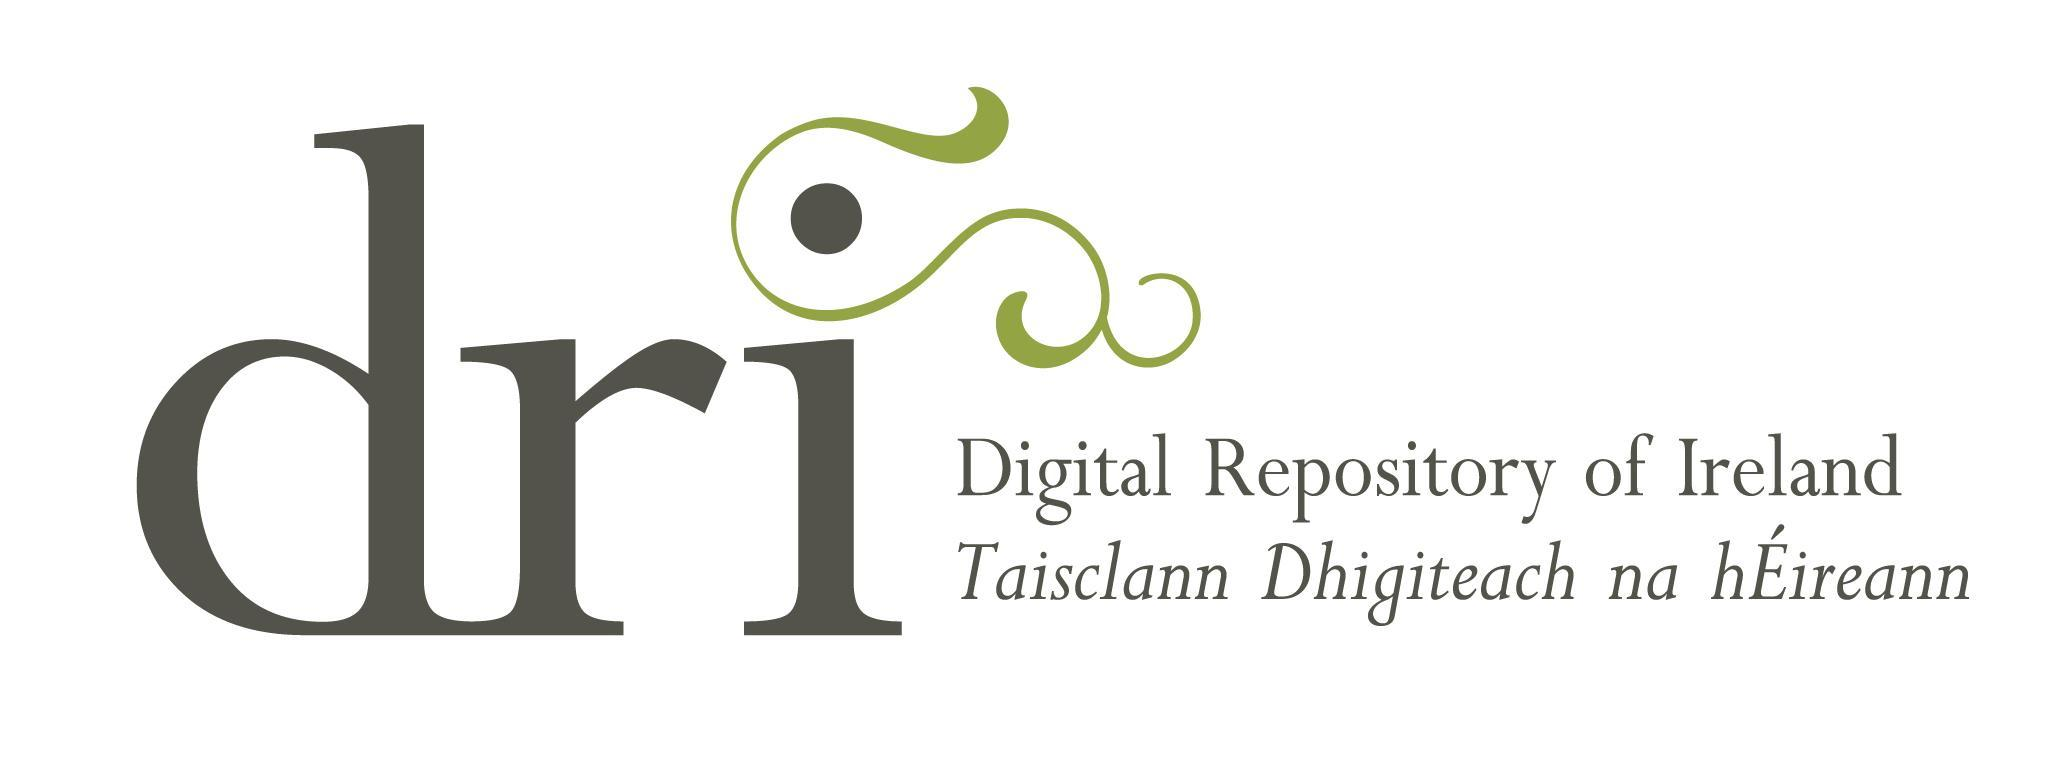 dri
Digital Repository of Ireland
Taisclann Dhigiteach na hÉireann